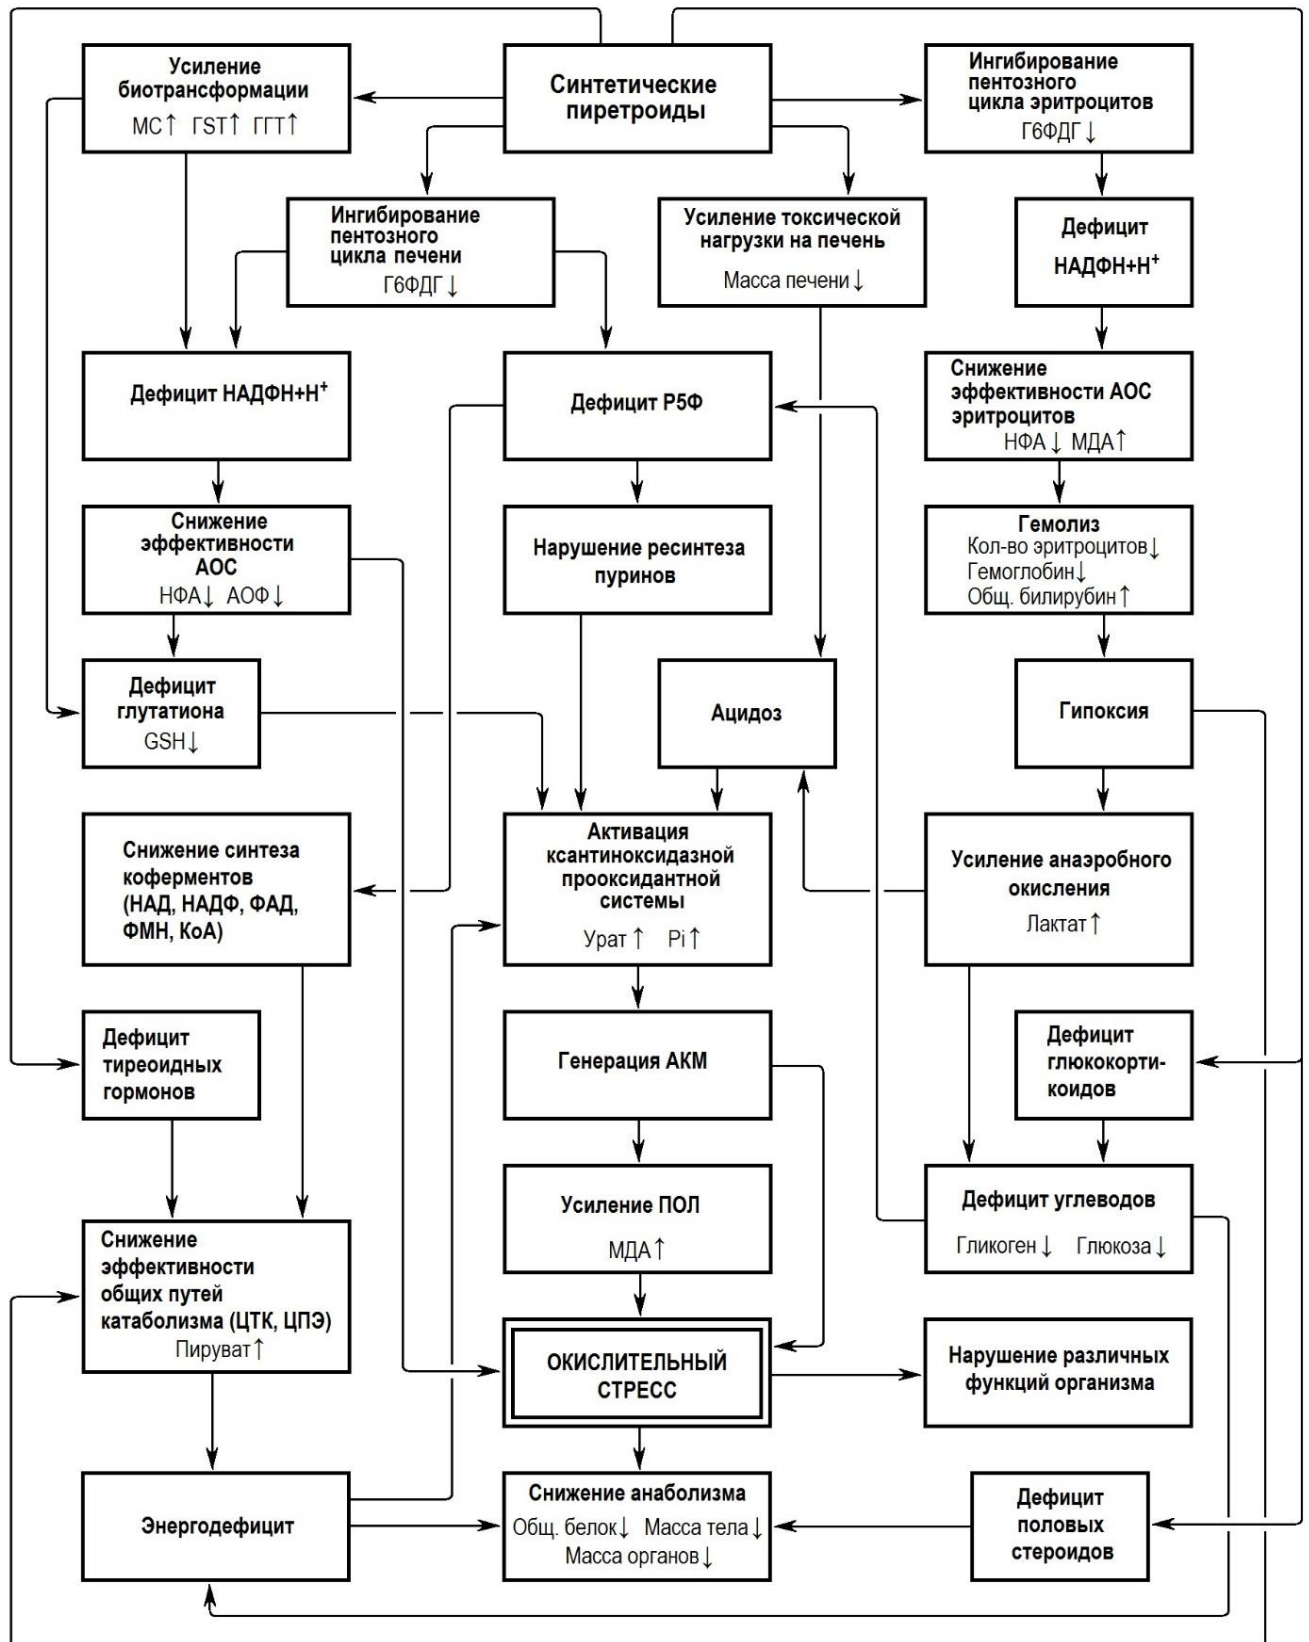 Усиление
биотрансформации
МС↑ ГST↑ ГГТ↑
Синтетические
пиретроиды
Ингибирование
пентозного
цикла эритроцитов
Г6ФДГ↓
Ингибирование
пентозного
цикла печени
Г6ФДГ↓
Усиление токсической
нагрузки на печень
Масса печени↓
Дефицит
НАДФН+Н⁺
Дефицит НАДФН+Н⁺
Дефицит Р5Ф
Снижение
эффективности АОС
эритроцитов
НФА↓ МДА↑
Снижение
эффективности
АОС
НФА↓ АОФ↓
Нарушение ресинтеза
пуринов
Гемолиз
Кол-во эритроцитов↓
Гемоглобин↓
Общ. билирубин↑
Дефицит
глутатиона
GSH↓
Ацидоз
Гипоксия
Снижение синтеза
коферментов
(НАД, НАДФ, ФАД,
ФМН, КоА)
Активация
ксантиноксидазной
прооксидантной
системы
Урат↑ Pi↑
Усиление анаэробного
окисления
Лактат↑
Дефицит
тиреоидных
гормонов
Генерация АКМ
Дефицит
глюкокорти-
коидов
Снижение
эффективности
общих путей
катаболизма (ЦТК, ЦПЭ)
Пируват↑
Усиление ПОЛ
МДА↑
Дефицит углеводов
Гликоген↓ Глюкоза↓
ОКИСЛИТЕЛЬНЫЙ
СТРЕСС
Нарушение различных
функций организма
Энергодефицит
Снижение анаболизма
Общ. белок↓ Масса тела↓
Масса органов↓
Дефицит
половых
стероидов